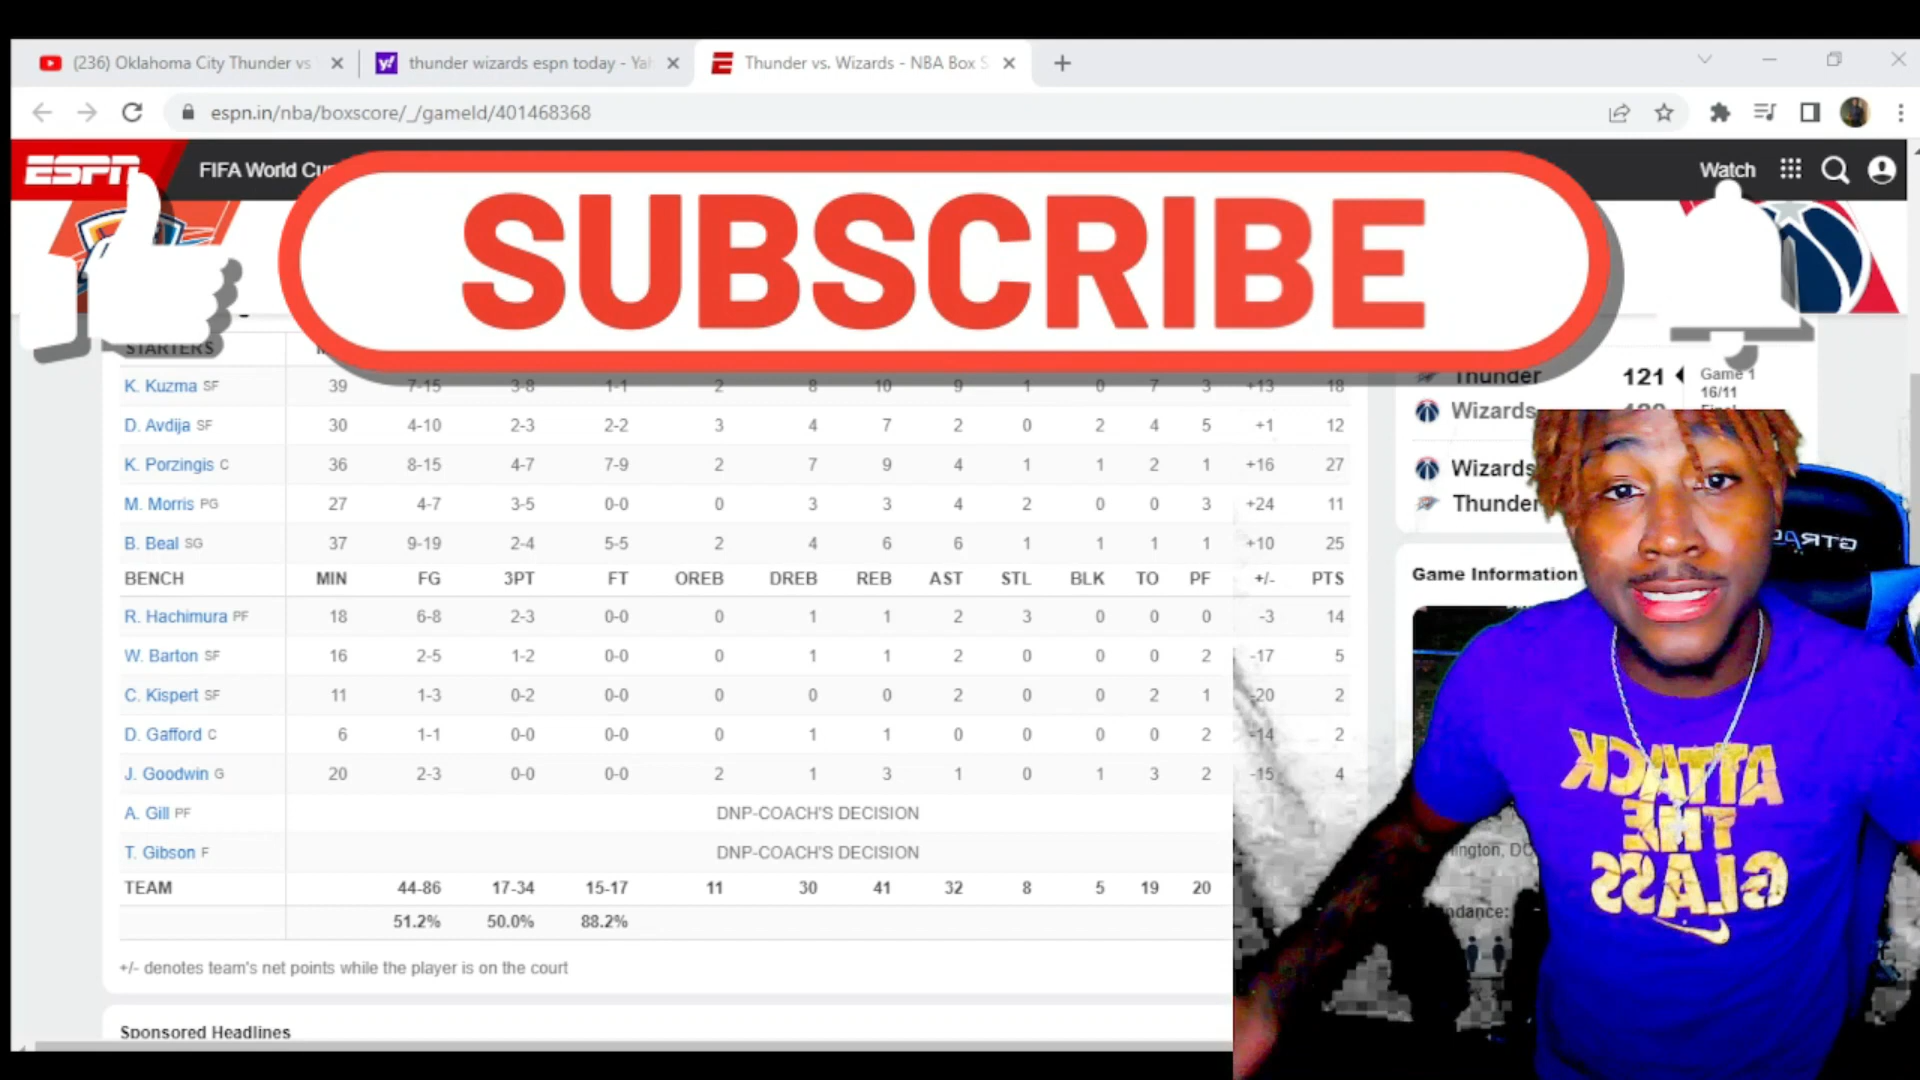 (236) Oklahoma City Thunder vs
thunder wizards espn today - Yah
Thunder vs. Wizards - NBA Box S
espn.in/nba/boxscore/_/gameId/401468368
ESPN
FIFA World Cup
Watch
SUBSCRIBE
STARTERS
K. Kuzma SF 39 7-15 3-8 1-1 2 8 10 9 1 0 7 3 +13 18
D. Avdija SF 30 4-10 2-3 2-2 3 4 7 2 0 2 4 5 +1 12
K. Porzingis C 36 8-15 4-7 7-9 2 7 9 4 1 1 2 1 +16 27
M. Morris PG 27 4-7 3-5 0-0 0 3 3 4 2 0 0 3 +24 11
B. Beal SG 37 9-19 2-4 5-5 2 4 6 6 1 1 1 1 +10 25
BENCH MIN FG 3PT FT OREB DREB REB AST STL BLK TO PF +/- PTS
R. Hachimura PF 18 6-8 2-3 0-0 0 1 1 2 3 0 0 0 -3 14
W. Barton SF 16 2-5 1-2 0-0 0 1 1 2 0 0 0 2 -17 5
C. Kispert SF 11 1-3 0-2 0-0 0 0 0 2 0 0 2 1 -20 2
D. Gafford C 6 1-1 0-0 0-0 0 1 1 0 0 0 0 2 -14 2
J. Goodwin G 20 2-3 0-0 0-0 2 1 3 1 0 1 3 2 -15 4
A. Gill PF DNP-COACH'S DECISION
T. Gibson F DNP-COACH'S DECISION
TEAM 44-86 17-34 15-17 11 30 41 32 8 5 19 20
51.2% 50.0% 88.2%
+/- denotes team's net points while the player is on the court
Sponsored Headlines
Thunder 121
Game 1
16/11
Wizards
Wizards
Thunder
Game Information
ington, DC
ndance:
GTRAC
ATTACK
THE
GLASS